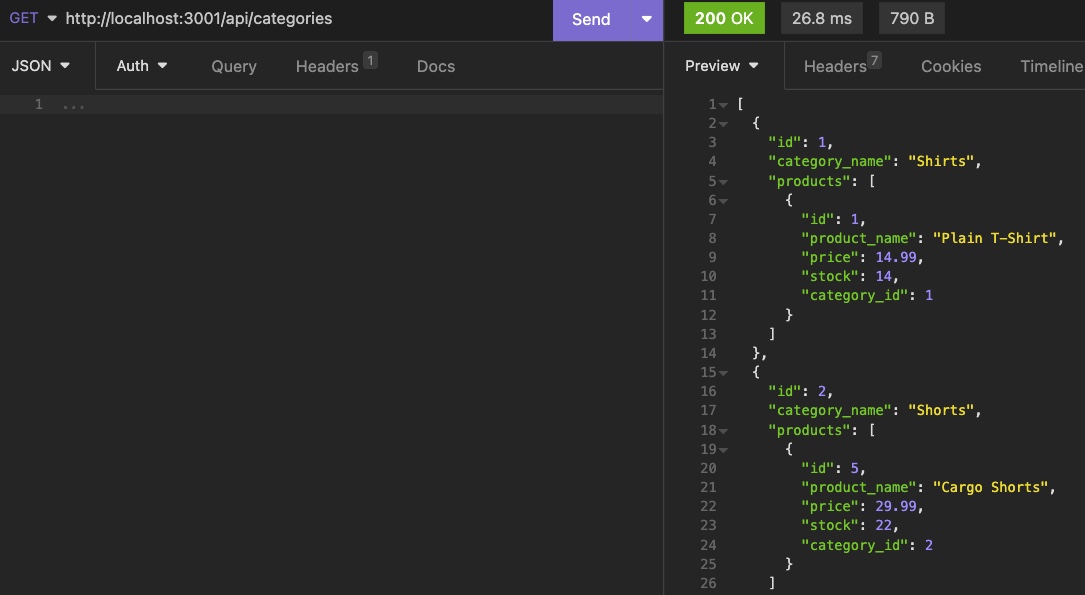 GET http://localhost:3001/api/categories Send
200 OK 26.8 ms 790 B
JSON Auth Query Headers 1 Docs
Preview Headers 7 Cookies Timeline
1 ...
1 [
2 {
3 "id": 1,
4 "category_name": "Shirts",
5 "products": [
6 {
7 "id": 1,
8 "product_name": "Plain T-Shirt",
9 "price": 14.99,
10 "stock": 14,
11 "category_id": 1
12 }
13 ]
14 },
15 {
16 "id": 2,
17 "category_name": "Shorts",
18 "products": [
19 {
20 "id": 5,
21 "product_name": "Cargo Shorts",
22 "price": 29.99,
23 "stock": 22,
24 "category_id": 2
25 }
26 ]